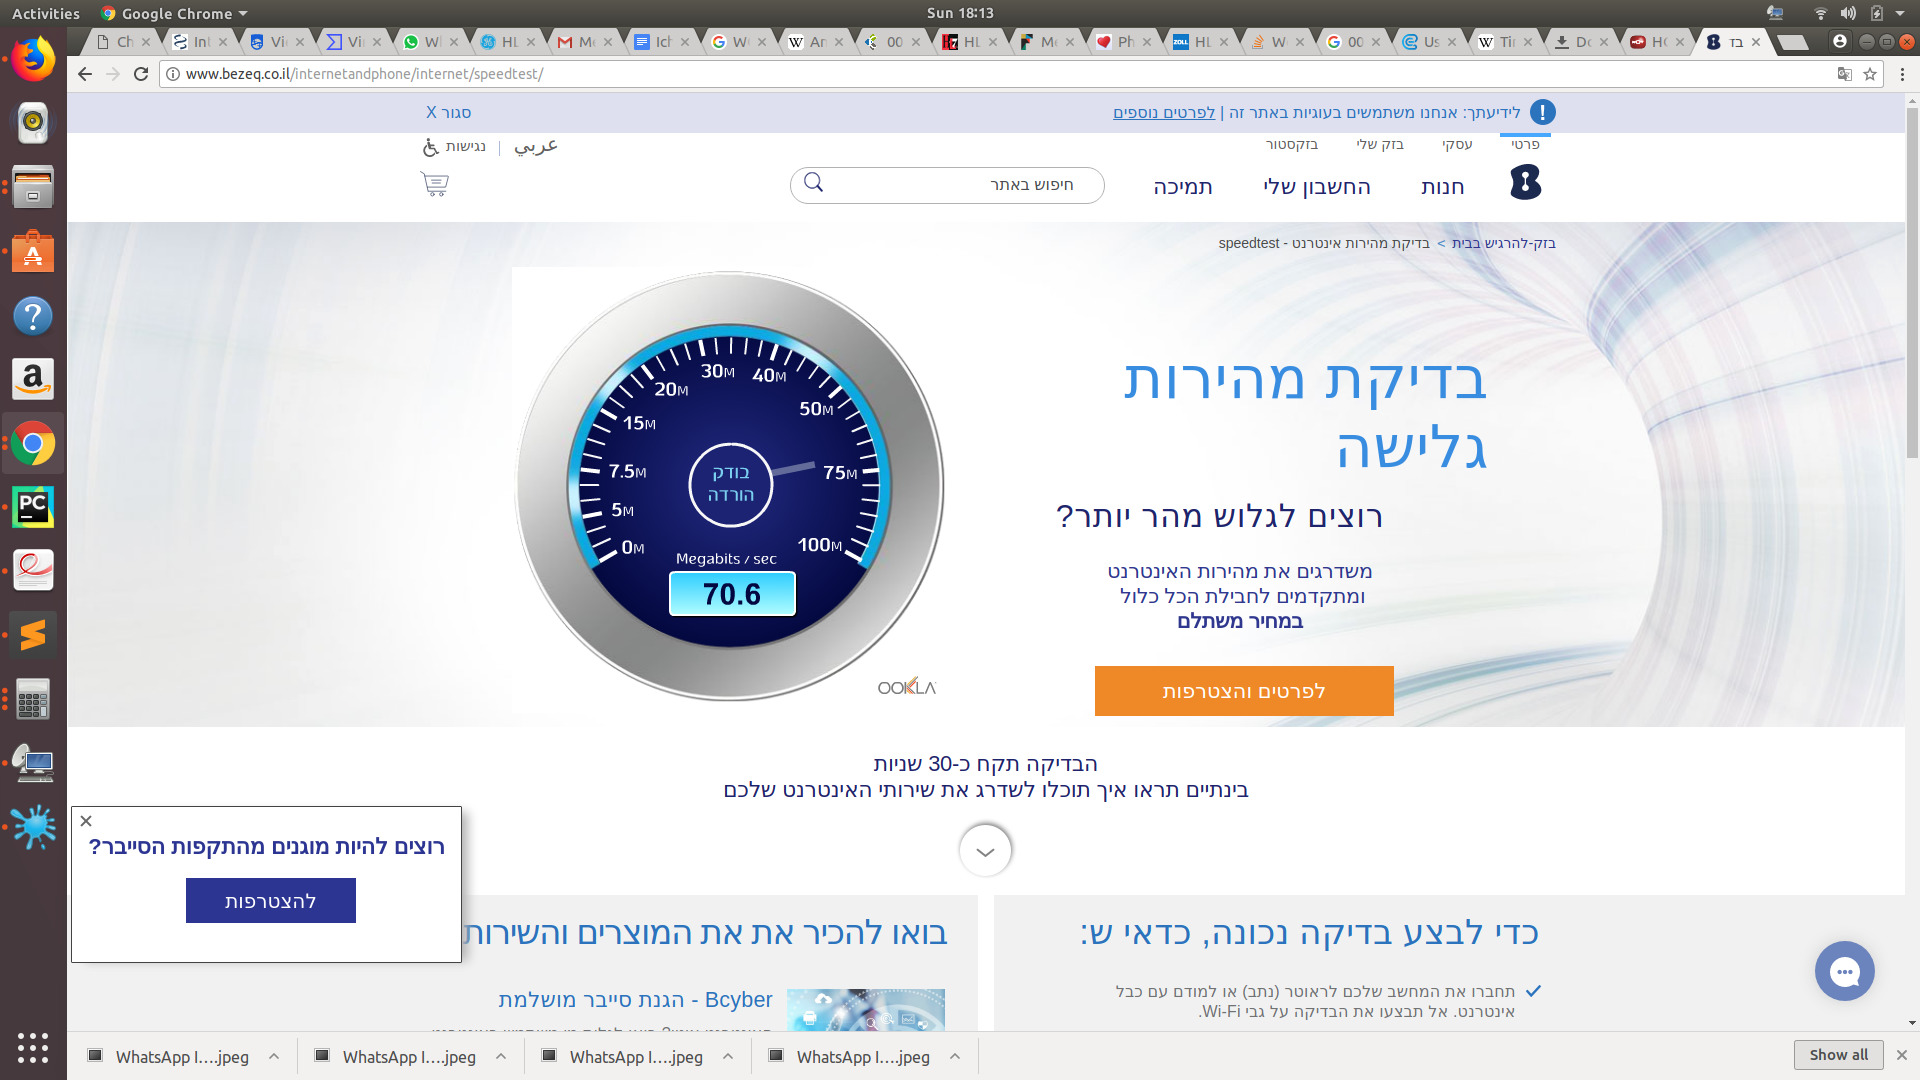 Activities
Google Chrome
Sun 18:13
Ch
Int
Vic
Vi
Wh
HL
Mo
Ich
Wo
An
00
HL
Mo
Ph
HL
W
00
Us
Tir
Do
HO
בז
www.bezeq.co.il/internetandphone/internet/speedtest/
לידיעתך: אנחנו משתמשים בעוגיות באתר זה | לפרטים נוספים
סגור X
פרטי
עסקי
בזק שלי
בזקסטור
عربي
נגישות
חנות
החשבון שלי
תמיכה
חיפוש באתר
בזק-להרגיש בבית > בדיקת מהירות אינטרנט - speedtest
בדיקת מהירות
גלישה
רוצים לגלוש מהר יותר?
משדרגים את מהירות האינטרנט
ומתקדמים לחבילת הכל כלול
במחיר משתלם
לפרטים והצטרפות
0M
5M
7.5M
15M
20M
30M
40M
50M
75M
100M
בודק
הורדה
Megabits / sec
70.6
OOKLA
הבדיקה תקח כ-30 שניות
בינתיים תראו איך תוכלו לשדרג את שירותי האינטרנט שלכם
כדי לבצע בדיקה נכונה, כדאי ש:
תחברו את המחשב שלכם לראוטר (נתב) או למודם עם כבל
אינטרנט. אל תבצעו את הבדיקה על גבי Wi-Fi.
בואו להכיר את את המוצרים והשירות
Bcyber - הגנת סייבר מושלמת
רוצים להיות מוגנים מהתקפות הסייבר?
להצטרפות
WhatsApp I....jpeg
WhatsApp I....jpeg
WhatsApp I....jpeg
WhatsApp I....jpeg
Show all